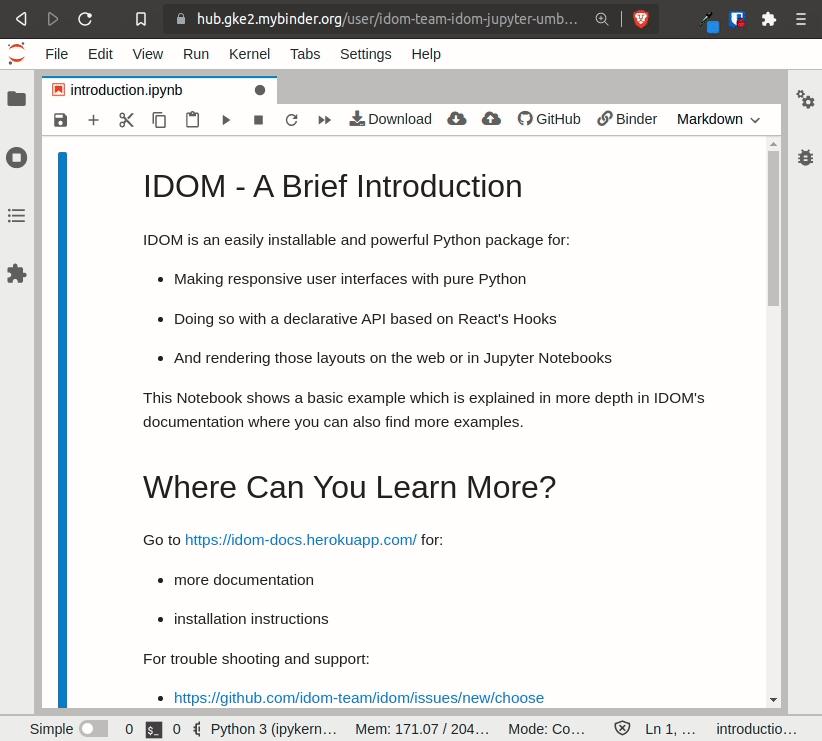 hub.gke2.mybinder.org/user/idom-team-idom-jupyter-umb…
File Edit View Run Kernel Tabs Settings Help
introduction.ipynb
Download GitHub Binder Markdown
IDOM - A Brief Introduction
IDOM is an easily installable and powerful Python package for:
• Making responsive user interfaces with pure Python
• Doing so with a declarative API based on React's Hooks
• And rendering those layouts on the web or in Jupyter Notebooks
This Notebook shows a basic example which is explained in more depth in IDOM's
documentation where you can also find more examples.
Where Can You Learn More?
Go to https://idom-docs.herokuapp.com/ for:
• more documentation
• installation instructions
For trouble shooting and support:
• https://github.com/idom-team/idom/issues/new/choose
Simple 0 $_ 0 Python 3 (ipykern… Mem: 171.07 / 204… Mode: Co… Ln 1, … introductio…